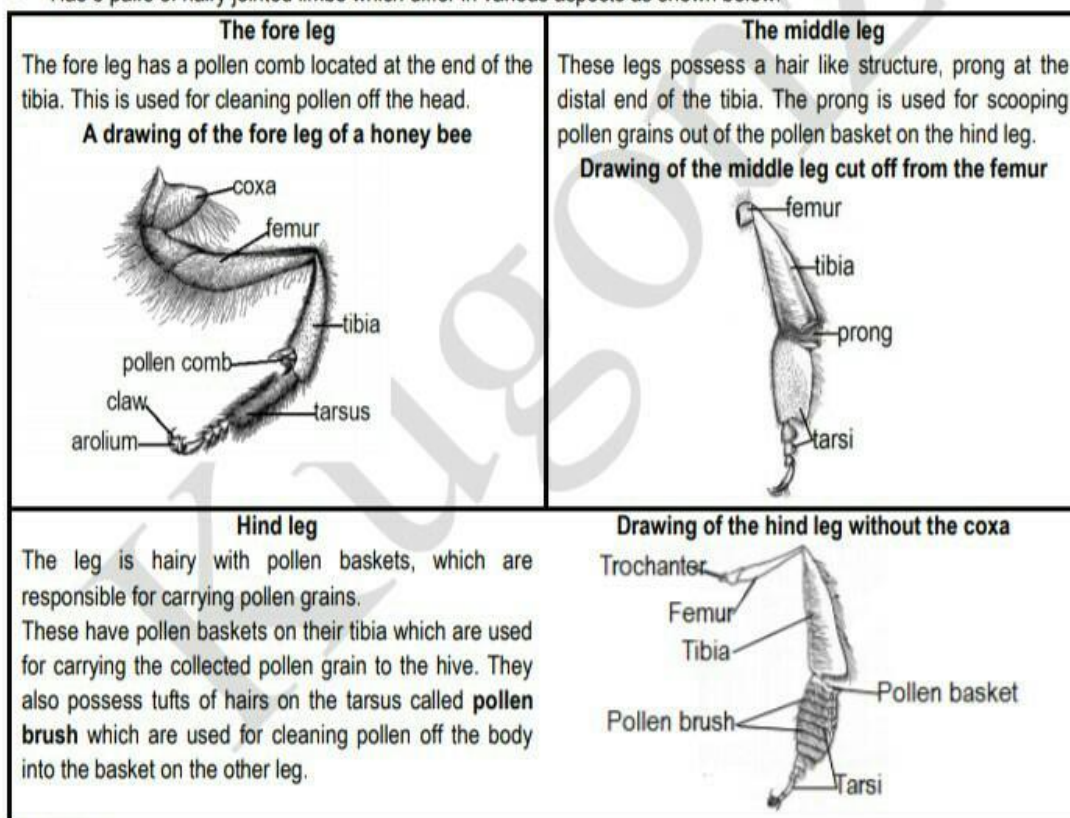 The fore leg
The fore leg has a pollen comb located at the end of the
tibia. This is used for cleaning pollen off the head.
A drawing of the fore leg of a honey bee
coxa
femur
tibia
pollen comb
claw
tarsus
arolium
The middle leg
These legs possess a hair like structure, prong at the
distal end of the tibia. The prong is used for scooping
pollen grains out of the pollen basket on the hind leg.
Drawing of the middle leg cut off from the femur
femur
tibia
prong
tarsi
Hind leg
The leg is hairy with pollen baskets, which are
responsible for carrying pollen grains.
These have pollen baskets on their tibia which are used
for carrying the collected pollen grain to the hive. They
also possess tufts of hairs on the tarsus called pollen
brush which are used for cleaning pollen off the body
into the basket on the other leg.
Drawing of the hind leg without the coxa
Trochanter
Femur
Tibia
Pollen basket
Pollen brush
Tarsi